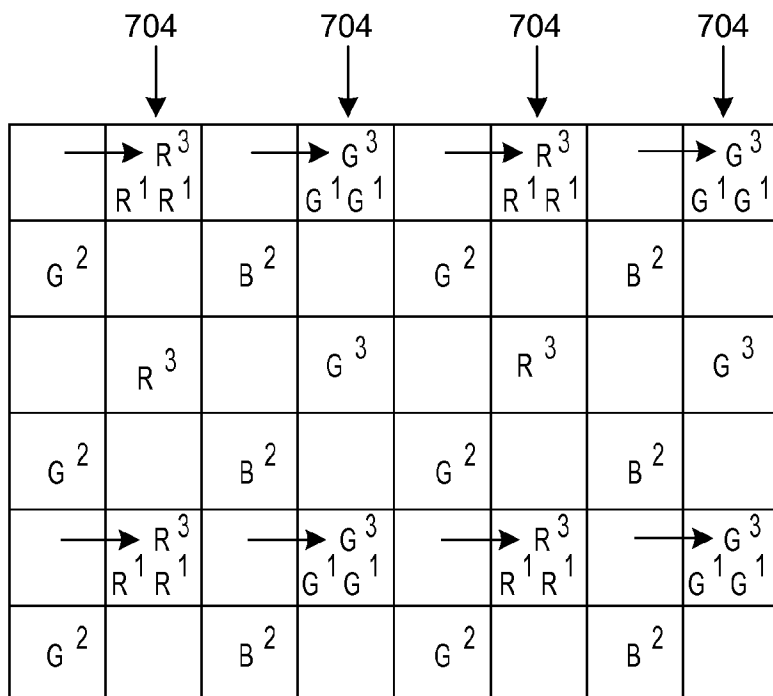 704 704 704 704
R³ G³ R³ G³
R¹ R¹ G¹ G¹ R¹ R¹ G¹ G¹
G² B² G² B²
R³ G³ R³ G³
G² B² G² B²
R³ G³ R³ G³
R¹ R¹ G¹ G¹ R¹ R¹ G¹ G¹
G² B² G² B²